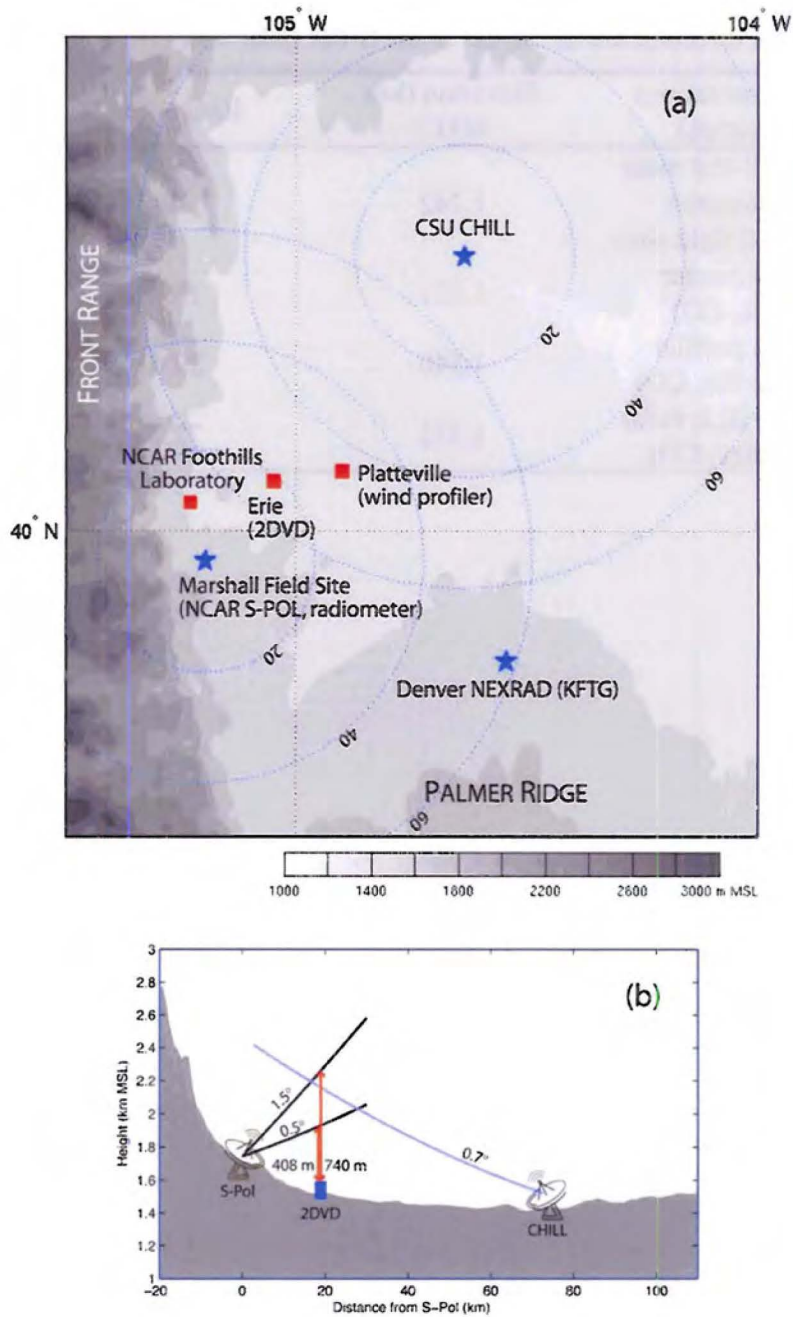 105° W
104° W
(a)
CSU CHILL
FRONT RANGE
20
40
60
NCAR Foothills
Laboratory
Erie
(2DVD)
Platteville
(wind profiler)
40° N
Marshall Field Site
(NCAR S-POL, radiometer)
20
Denver NEXRAD (KFTG)
40
PALMER RIDGE
60
1000 1400 1800 2200 2600 3000 m MSL
3
2.8
2.6
2.4
2.2
2
1.8
1.6
1.4
1.2
1
Height (km MSL)
(b)
1.5°
0.5°
0.7°
408 m 740 m
S-Pol
2DVD
CHILL
-20 0 20 40 60 80 100
Distance from S-Pol (km)